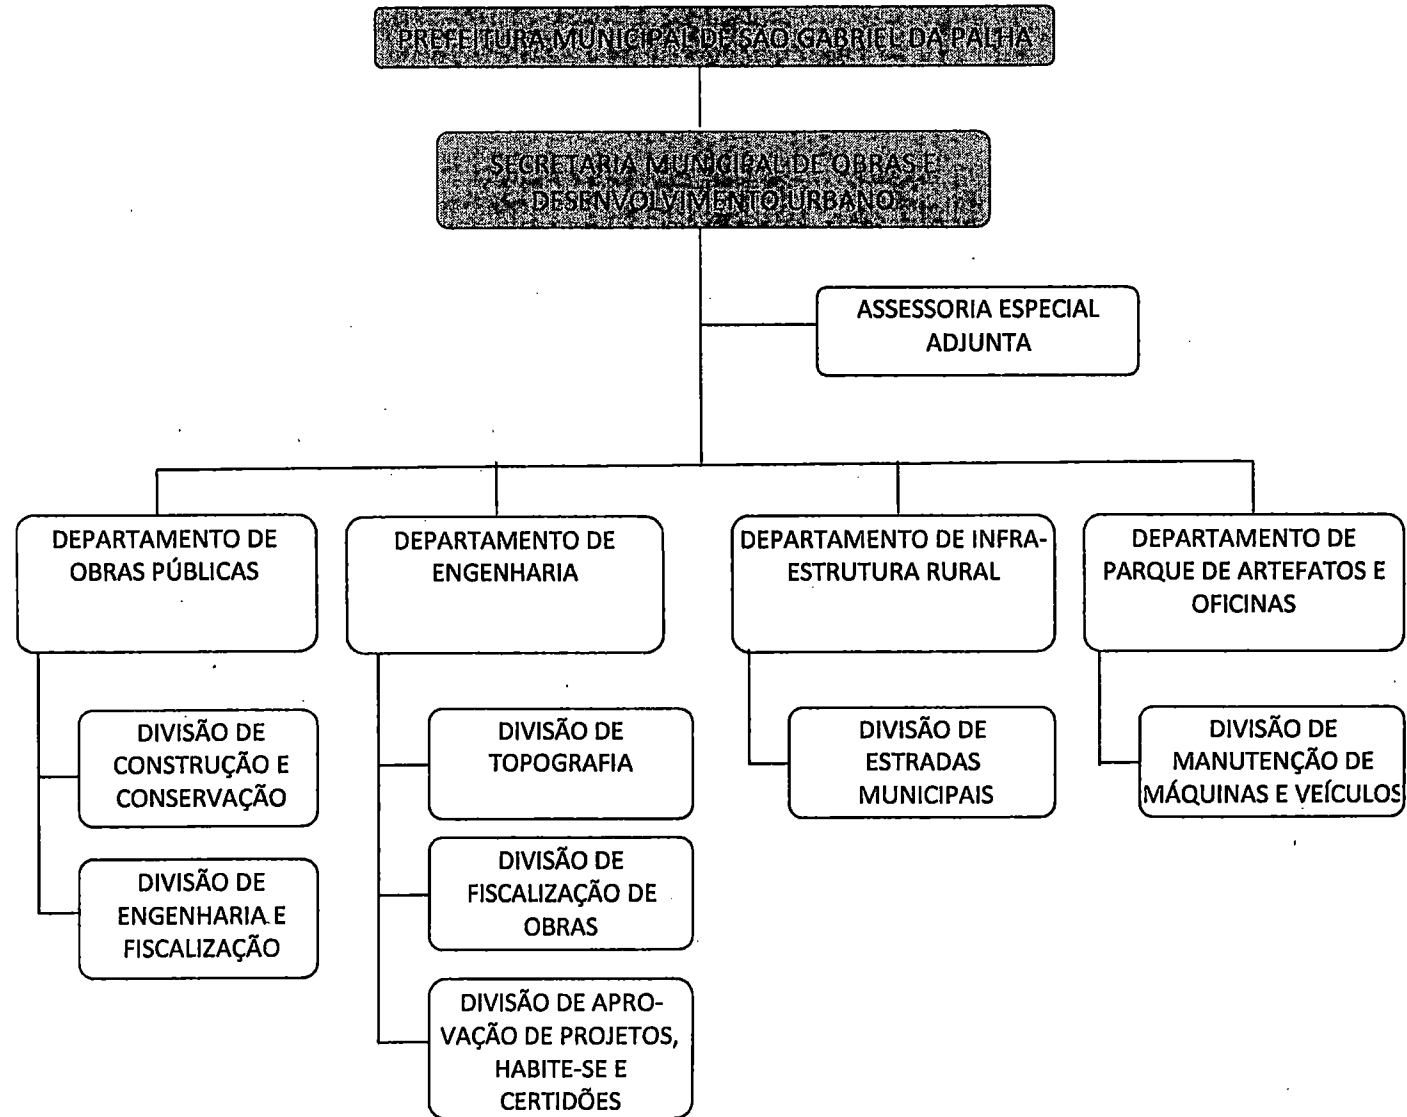 PREFEITURA MUNICIPAL DE SÃO GABRIEL DA PALHA
SECRETARIA MUNICIPAL DE OBRAS E
DESENVOLVIMENTO URBANO
ASSESSORIA ESPECIAL
ADJUNTA
DEPARTAMENTO DE
OBRAS PÚBLICAS
DEPARTAMENTO DE
ENGENHARIA
DEPARTAMENTO DE INFRA-
ESTRUTURA RURAL
DEPARTAMENTO DE
PARQUE DE ARTEFATOS E
OFICINAS
DIVISÃO DE
CONSTRUÇÃO E
CONSERVAÇÃO
DIVISÃO DE
ENGENHARIA E
FISCALIZAÇÃO
DIVISÃO DE
TOPOGRAFIA
DIVISÃO DE
FISCALIZAÇÃO DE
OBRAS
DIVISÃO DE APRO-
VAÇÃO DE PROJETOS,
HABITE-SE E
CERTIDÕES
DIVISÃO DE
ESTRADAS
MUNICIPAIS
DIVISÃO DE
MANUTENÇÃO DE
MÁQUINAS E VEÍCULOS